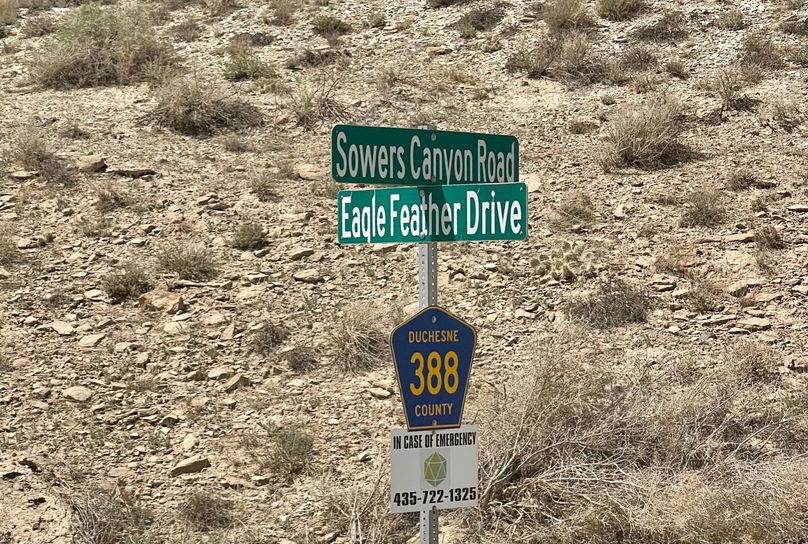 Sowers Canyon Road
Eagle Feather Drive
DUCHESNE
388
COUNTY
IN CASE OF EMERGENCY
435-722-1325